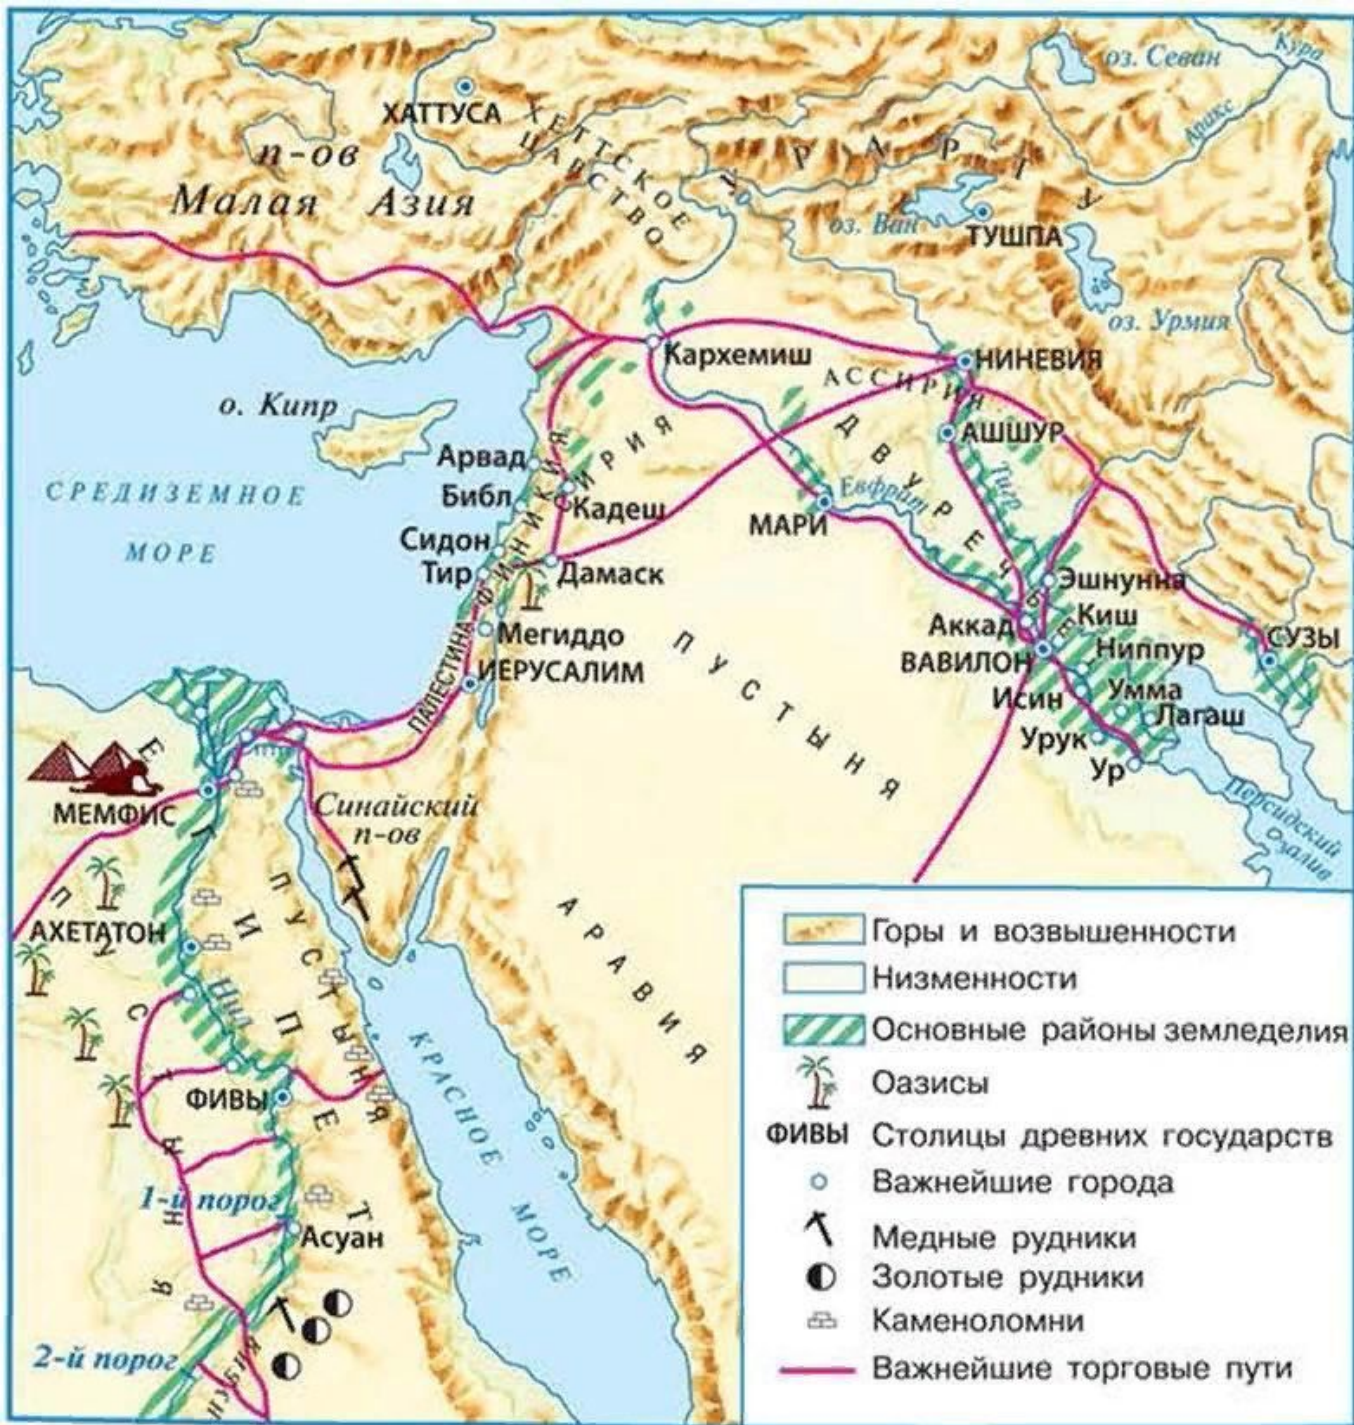 оз. Севан
Кура
Аракс
ХАТТУСА
ХЕТТСКОЕ
ЦАРСТВО
п-ов
Малая Азия
УРАРТУ
оз. Ван
ТУШПА
оз. Урмия
Кархемиш
НИНЕВИЯ
АССИРИЯ
о. Кипр
АШШУР
Арвад
ФИНИКИЯ
СИРИЯ
ДВУРЕЧЬЕ
Тигр
Евфрат
СРЕДИЗЕМНОЕ
МОРЕ
Библ
Кадеш
МАРИ
Сидон
Тир
Дамаск
Эшнунна
Аккад
Киш
ВАВИЛОН
Ниппур
СУЗЫ
Мегиддо
ИЕРУСАЛИМ
ПАЛЕСТИНА
ПУСТЫНЯ
Исин
Умма
Лагаш
Урук
Ур
Персидский
залив
МЕМФИС
Синайский
п-ов
ЕГИПЕТ
ПУСТЫНЯ
ПУСТЫНЯ
АХЕТАТОН
Нил
АРАВИЯ
КРАСНОЕ МОРЕ
ФИВЫ
1-й порог
Асуан
2-й порог
НУБИЯ
Горы и возвышенности
Низменности
Основные районы земледелия
Оазисы
ФИВЫ Столицы древних государств
Важнейшие города
Медные рудники
Золотые рудники
Каменоломни
Важнейшие торговые пути